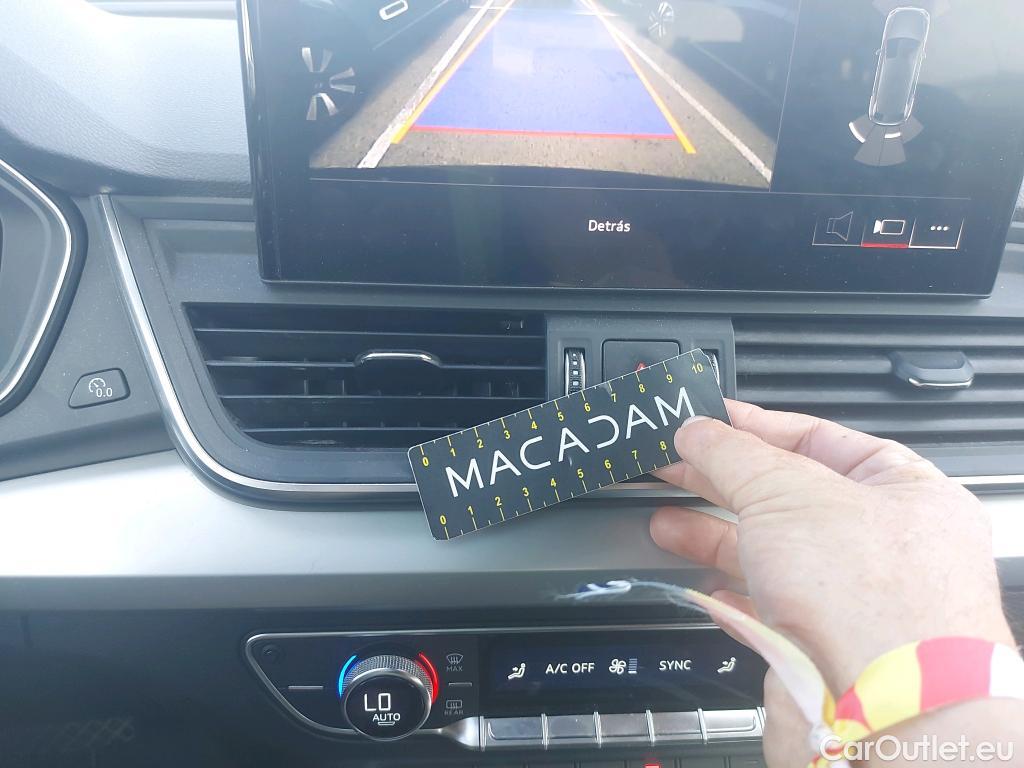 Detrás
...
0.0
0 1 2 3 4 5 6 7 8 9 10
MACADAM
0 1 2 3 4 5 6 7 8
LO
AUTO
MAX
REAR
A/C OFF
SYNC
CarOutlet.eu